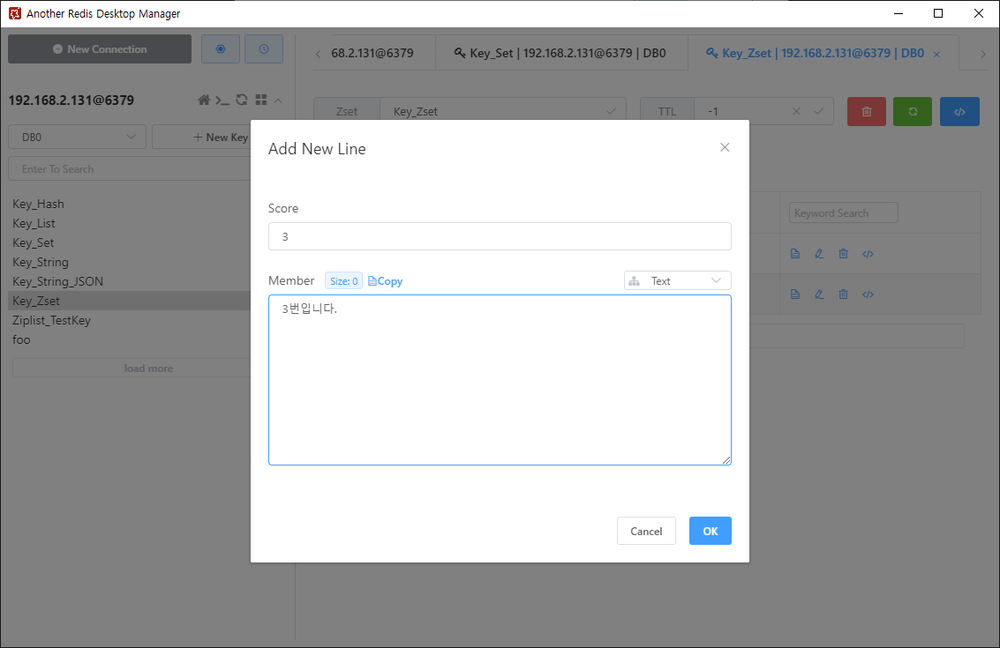 Another Redis Desktop Manager
New Connection
68.2.131@6379
Key_Set | 192.168.2.131@6379 | DB0
Key_Zset | 192.168.2.131@6379 | DB0
192.168.2.131@6379
Zset
Key_Zset
TTL
-1
DB0
New Key
Enter To Search
Key_Hash
Key_List
Key_Set
Key_String
Key_String_JSON
Key_Zset
Ziplist_TestKey
foo
load more
Keyword Search
Add New Line
Score
3
Member
Size: 0
Copy
Text
3번입니다.
Cancel
OK